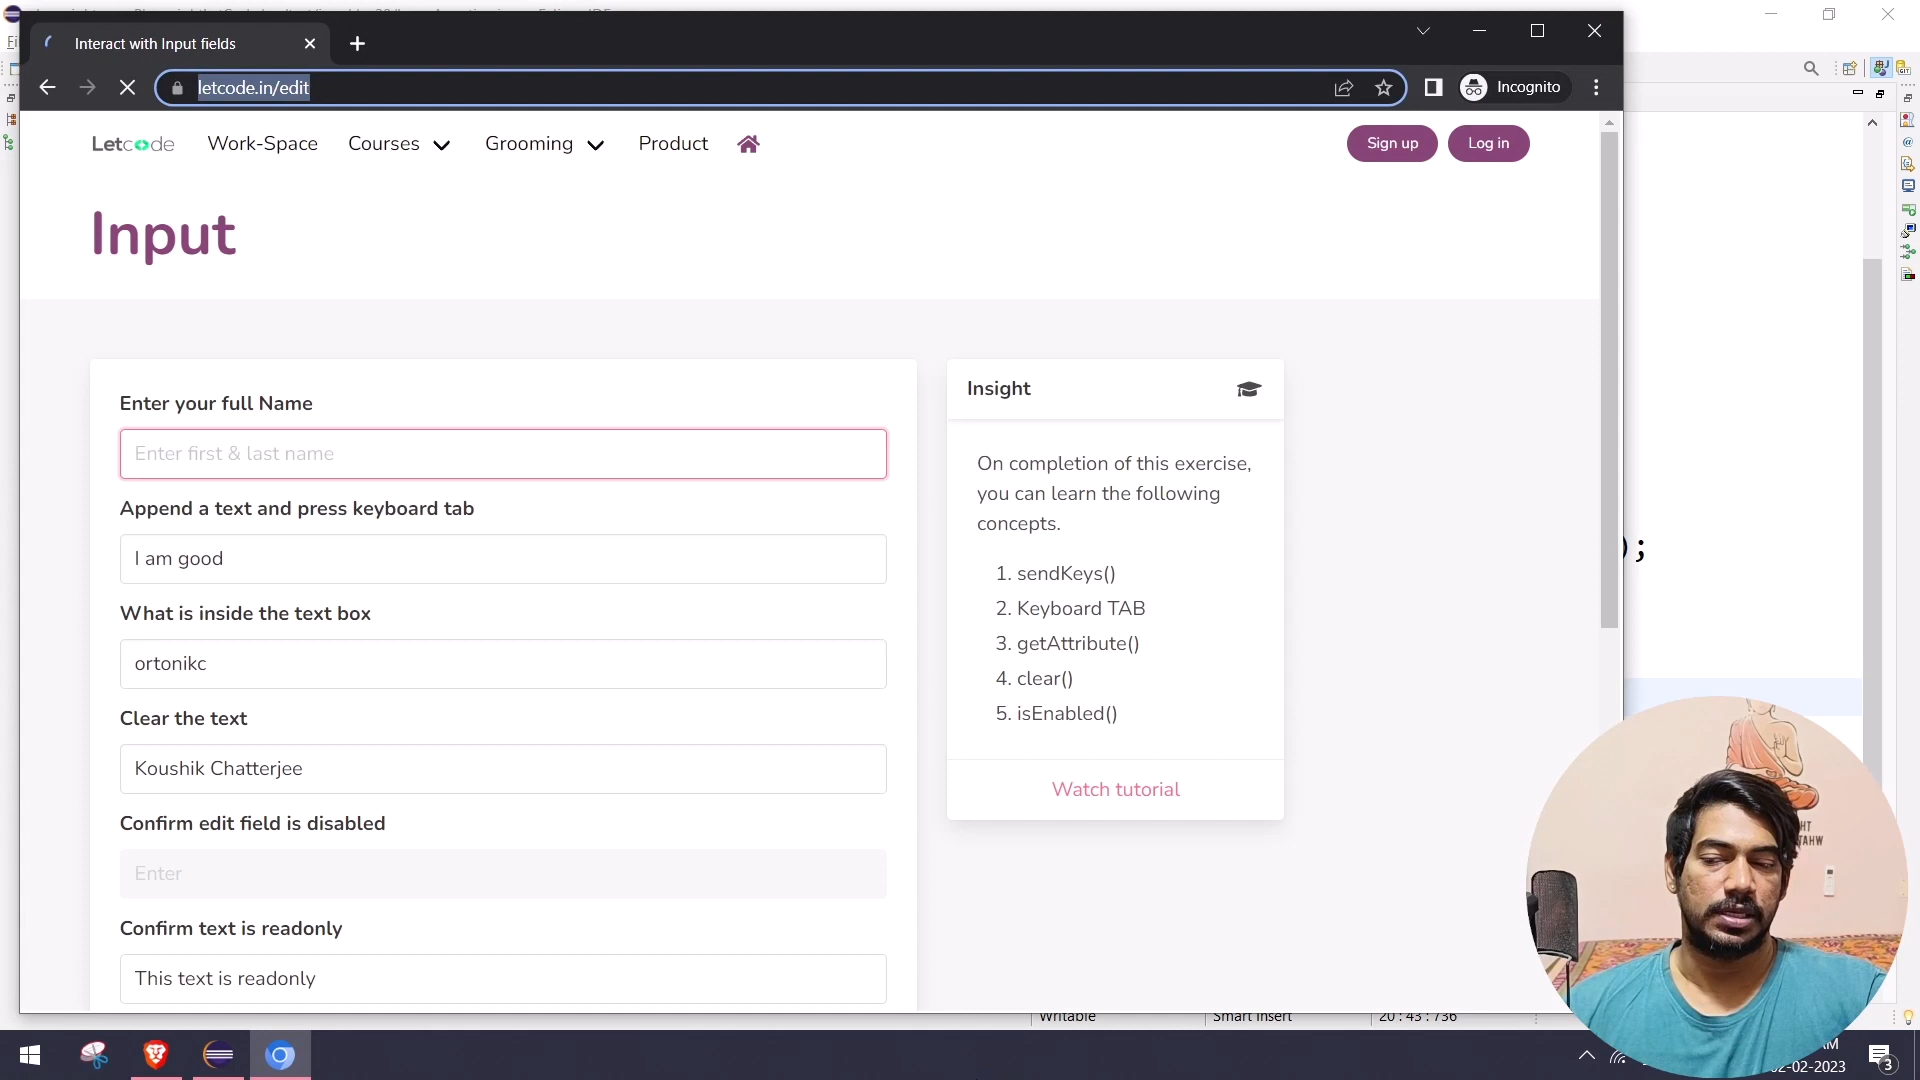 Interact with Input fields
letcode.in/edit
Incognito
Letcode
Work-Space
Courses
Grooming
Product
Sign up
Log in
Input
Enter your full Name
Enter first & last name
Append a text and press keyboard tab
I am good
What is inside the text box
ortonikc
Clear the text
Koushik Chatterjee
Confirm edit field is disabled
Enter
Confirm text is readonly
This text is readonly
Insight
On completion of this exercise,
you can learn the following
concepts.
1. sendKeys()
2. Keyboard TAB
3. getAttribute()
4. clear()
5. isEnabled()
Watch tutorial
);
Writable
Smart Insert
20 : 43 : 736
02-02-2023
3